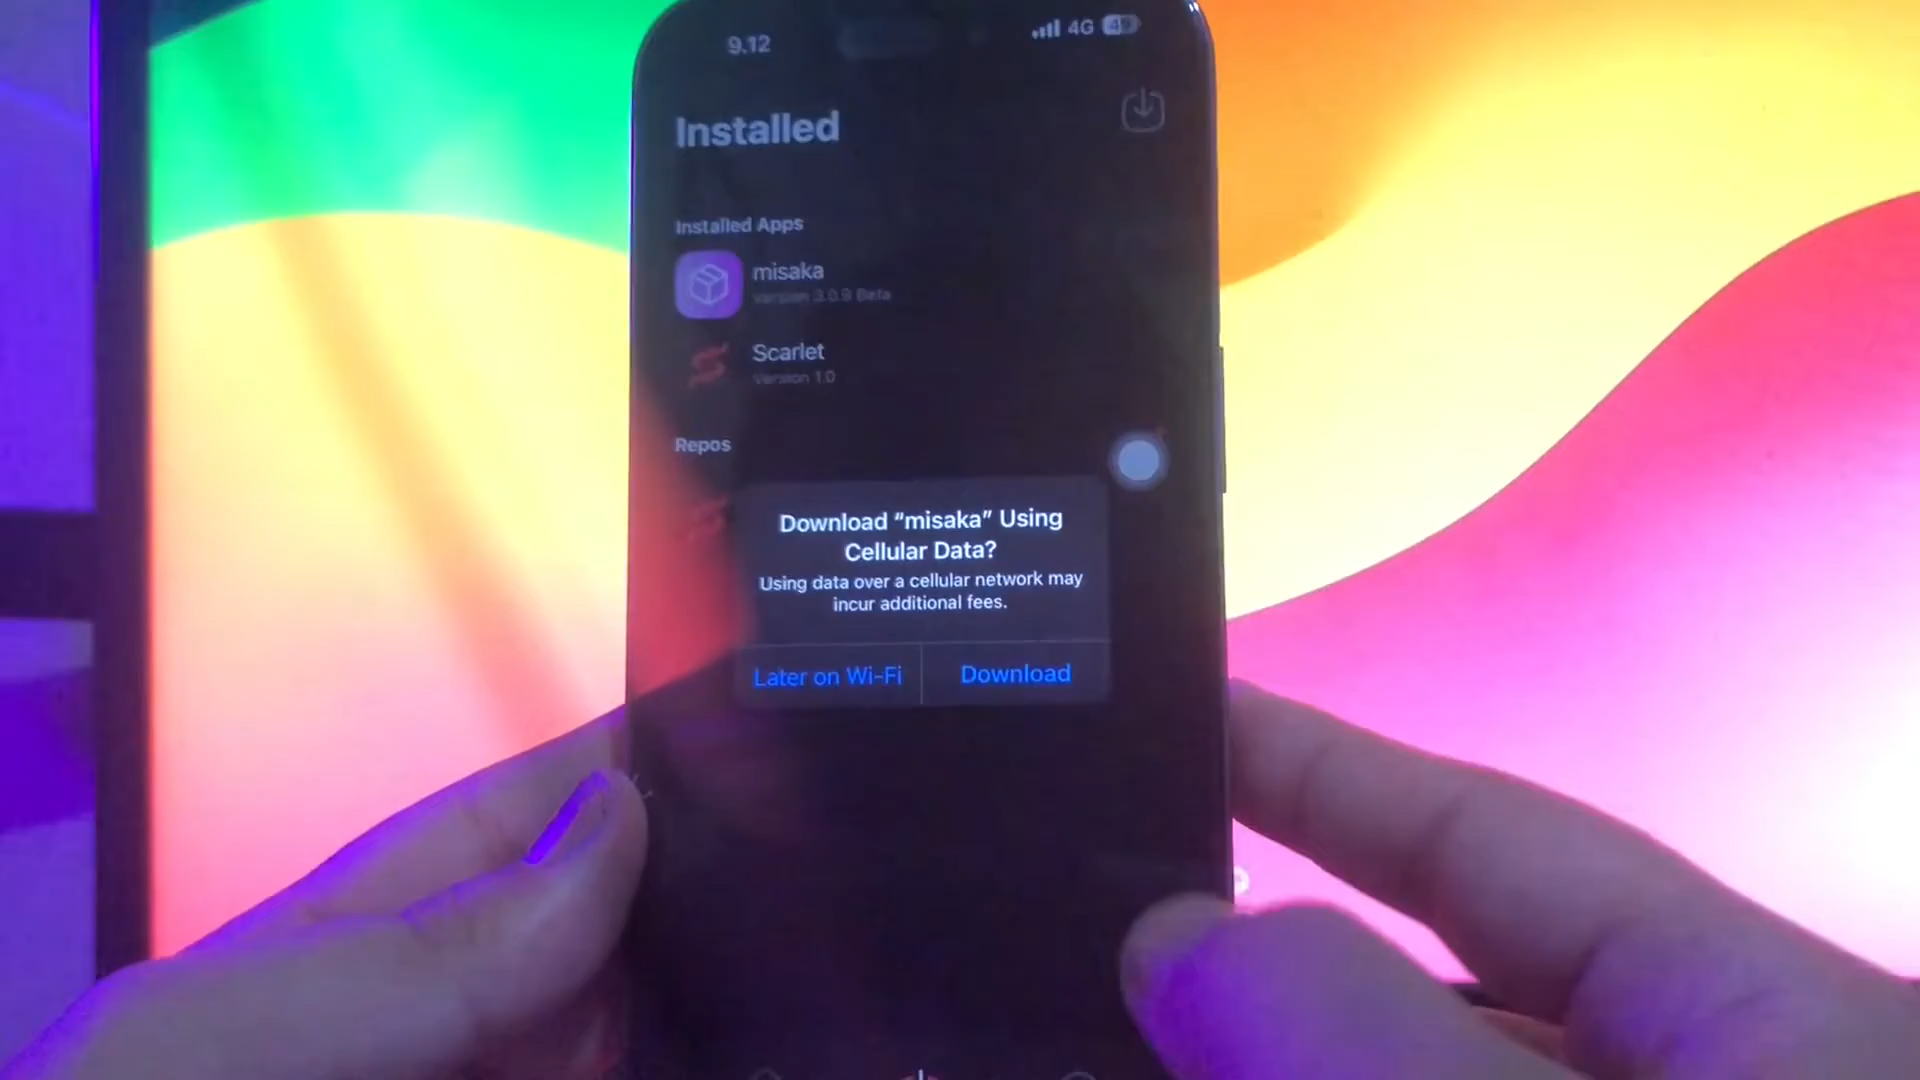 9.12
4G 49
Installed
Installed Apps
misaka
Version 3.0.9 Beta
Scarlet
Version 1.0
Repos
Download “misaka” Using
Cellular Data?
Using data over a cellular network may
incur additional fees.
Later on Wi-Fi
Download